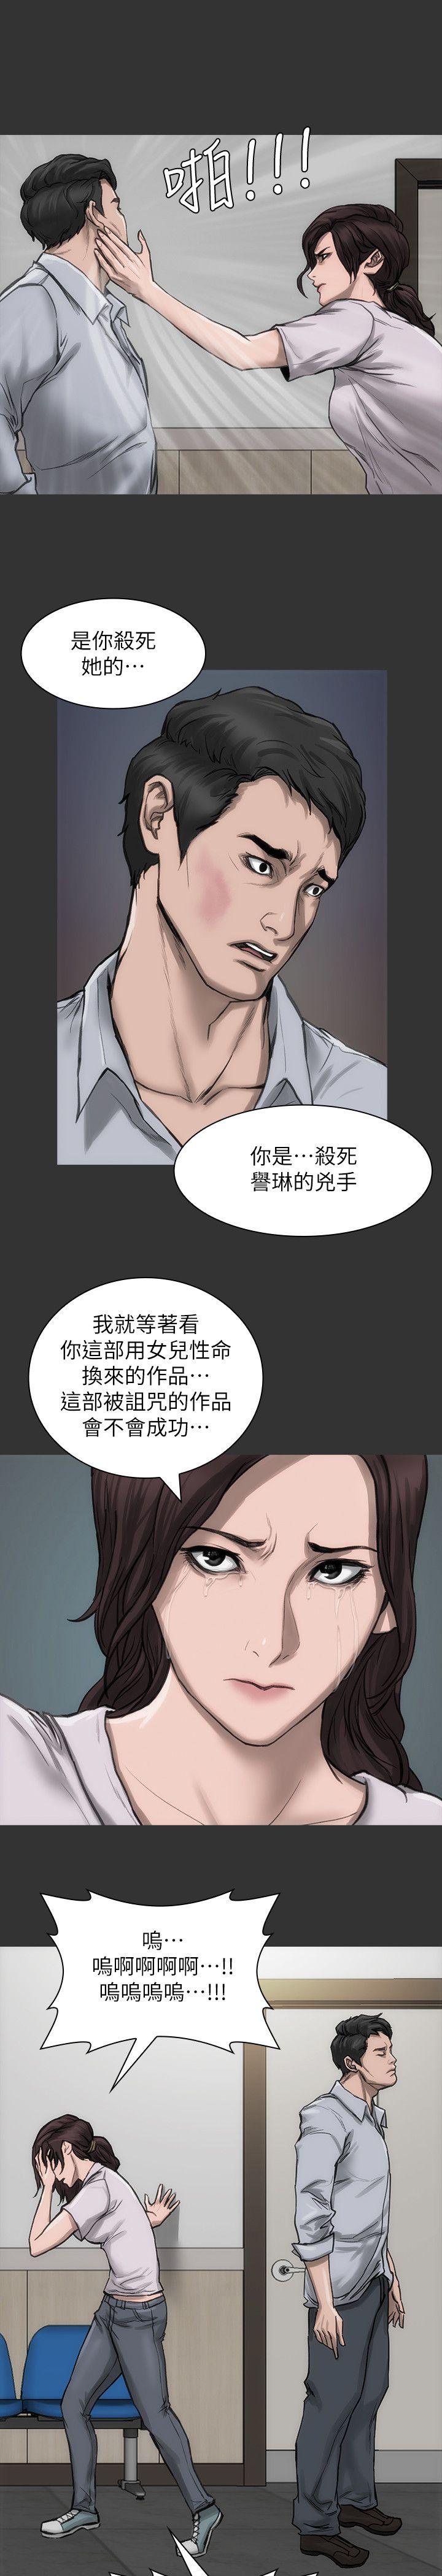 啪!!!
是你殺死
她的…
你是…殺死
譽琳的兇手
我就等著看
你這部用女兒性命
換來的作品…
這部被詛咒的作品
會不會成功…
嗚…
嗚啊啊啊啊…!!
嗚嗚嗚嗚…!!!